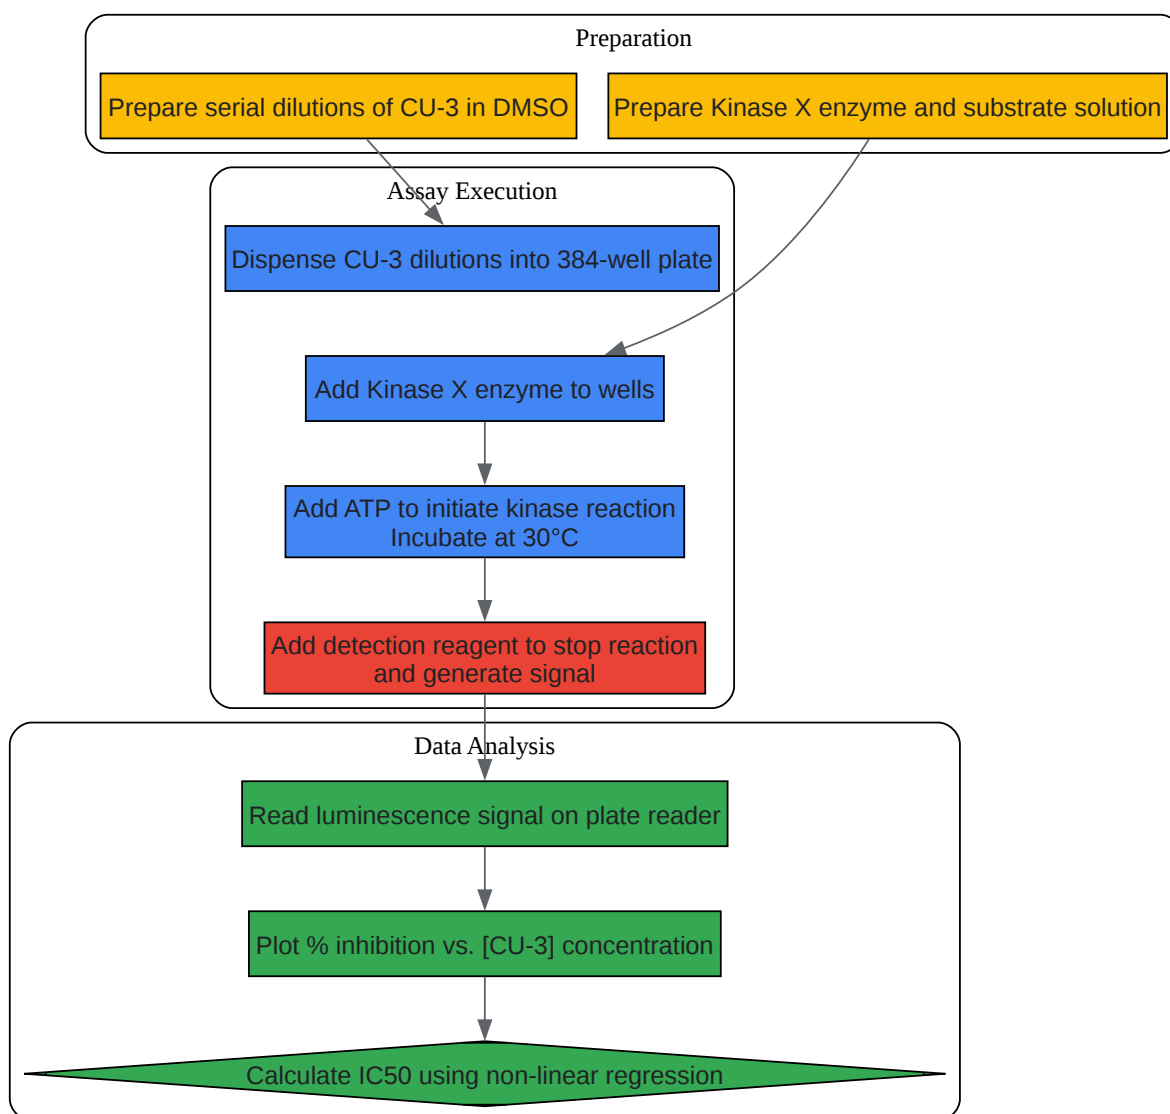 Preparation
Prepare serial dilutions of CU-3 in DMSO
Prepare Kinase X enzyme and substrate solution
Assay Execution
Dispense CU-3 dilutions into 384-well plate
Add Kinase X enzyme to wells
Add ATP to initiate kinase reaction
Incubate at 30°C
Add detection reagent to stop reaction
and generate signal
Data Analysis
Read luminescence signal on plate reader
Plot % inhibition vs. [CU-3] concentration
Calculate IC50 using non-linear regression